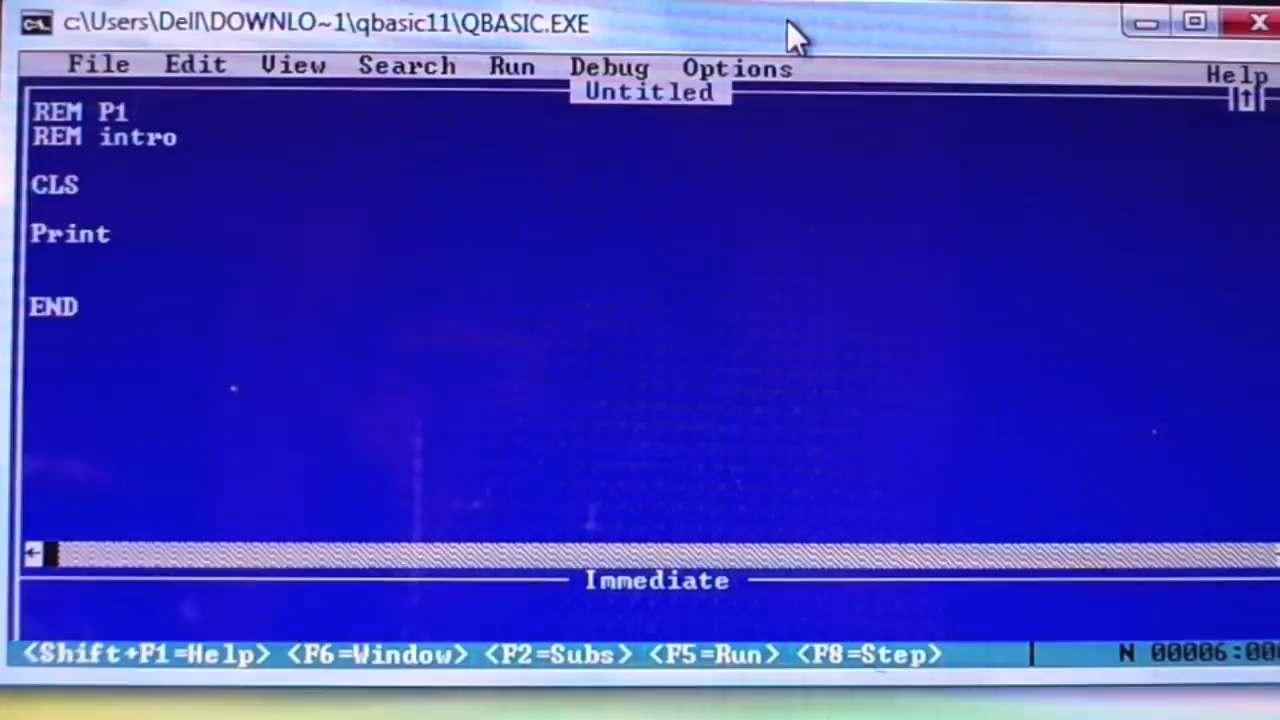 c:\Users\Dell\DOWNLO~1\qbasic11\QBASIC.EXE
File Edit View Search Run Debug Options Help
Untitled
REM P1
REM intro
CLS
Print
END
Immediate
<Shift+F1=Help> <F6=Window> <F2=Subs> <F5=Run> <F8=Step> N 00006:00